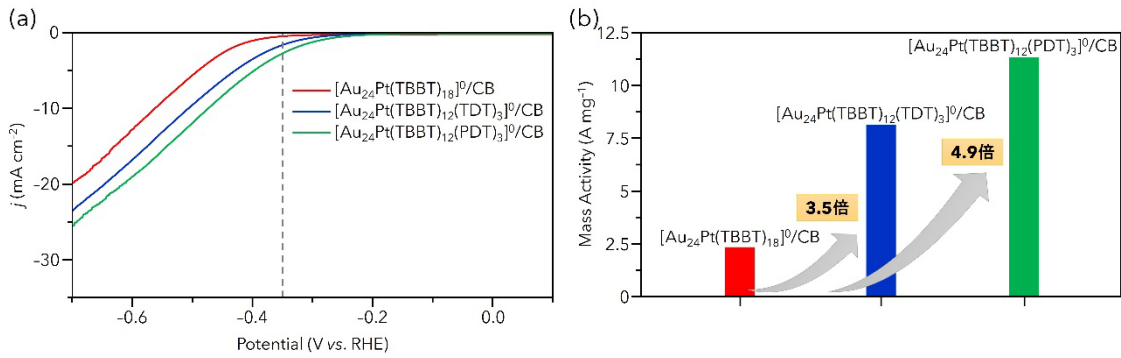 (a)
0
-10
-20
-30
j (mA cm⁻²)
[Au₂₄Pt(TBBT)₁₈]⁰/CB
[Au₂₄Pt(TBBT)₁₂(TDT)₃]⁰/CB
[Au₂₄Pt(TBBT)₁₂(PDT)₃]⁰/CB
-0.6
-0.4
-0.2
0.0
Potential (V vs. RHE)
(b)
12.5
10
7.5
5
2.5
0
Mass Activity (A mg⁻¹)
[Au₂₄Pt(TBBT)₁₂(PDT)₃]⁰/CB
[Au₂₄Pt(TBBT)₁₂(TDT)₃]⁰/CB
4.9倍
3.5倍
[Au₂₄Pt(TBBT)₁₈]⁰/CB